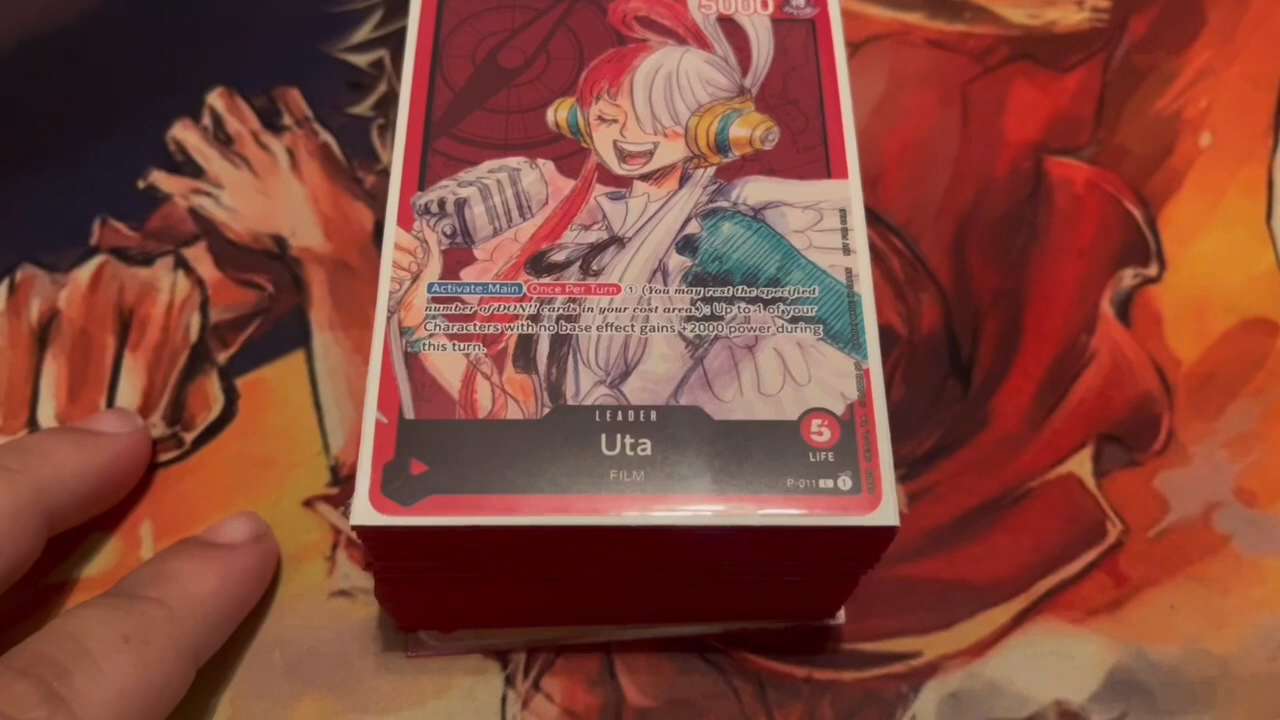 5000
Activate:Main Once Per Turn ① (You may rest the specified
number of DON!! cards in your cost area.): Up to 1 of your
Characters with no base effect gains +2000 power during
this turn.
LEADER
Uta
5
LIFE
FILM
P-011 L 1